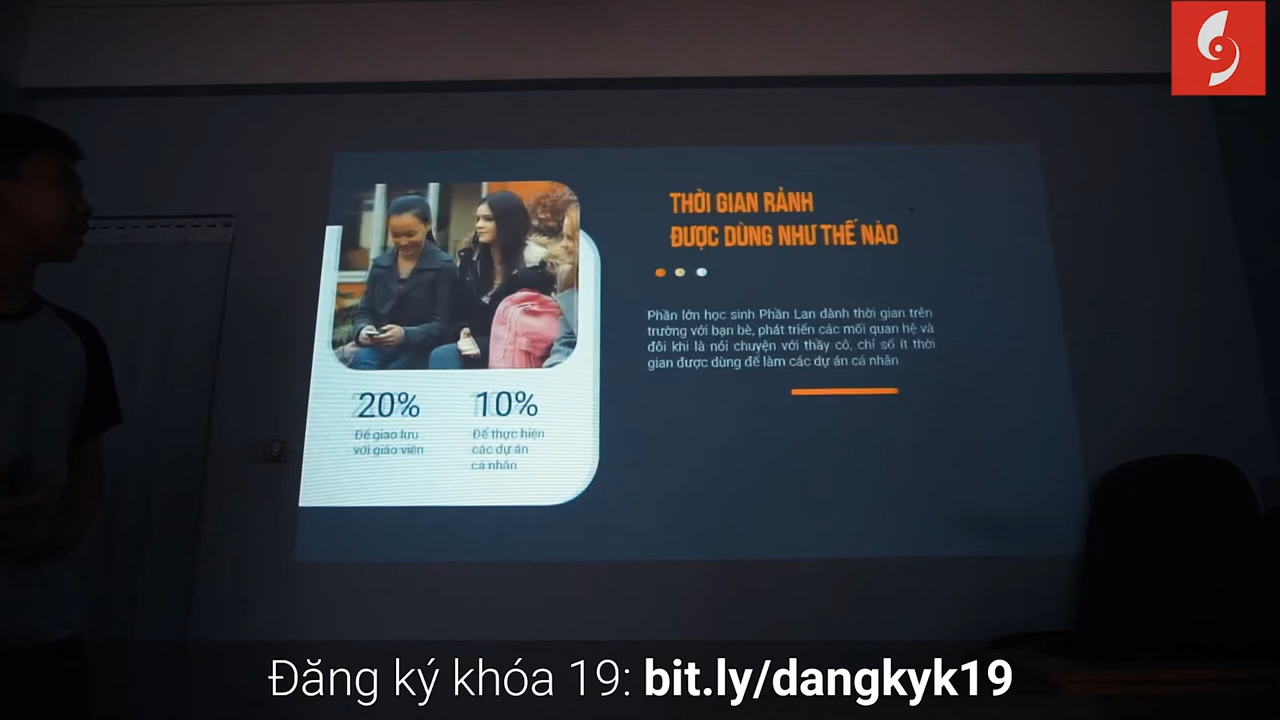 THỜI GIAN RẢNH
ĐƯỢC DÙNG NHƯ THẾ NÀO
Phần lớn học sinh Phần Lan dành thời gian trên
trường với bạn bè, phát triển các mối quan hệ và
đôi khi là nói chuyện với thầy cô, chỉ số ít thời
gian được dùng để làm các dự án cá nhân
20%
Để giao lưu
với giáo viên
10%
Để thực hiện
các dự án
cá nhân
Đăng ký khóa 19: bit.ly/dangkyk19